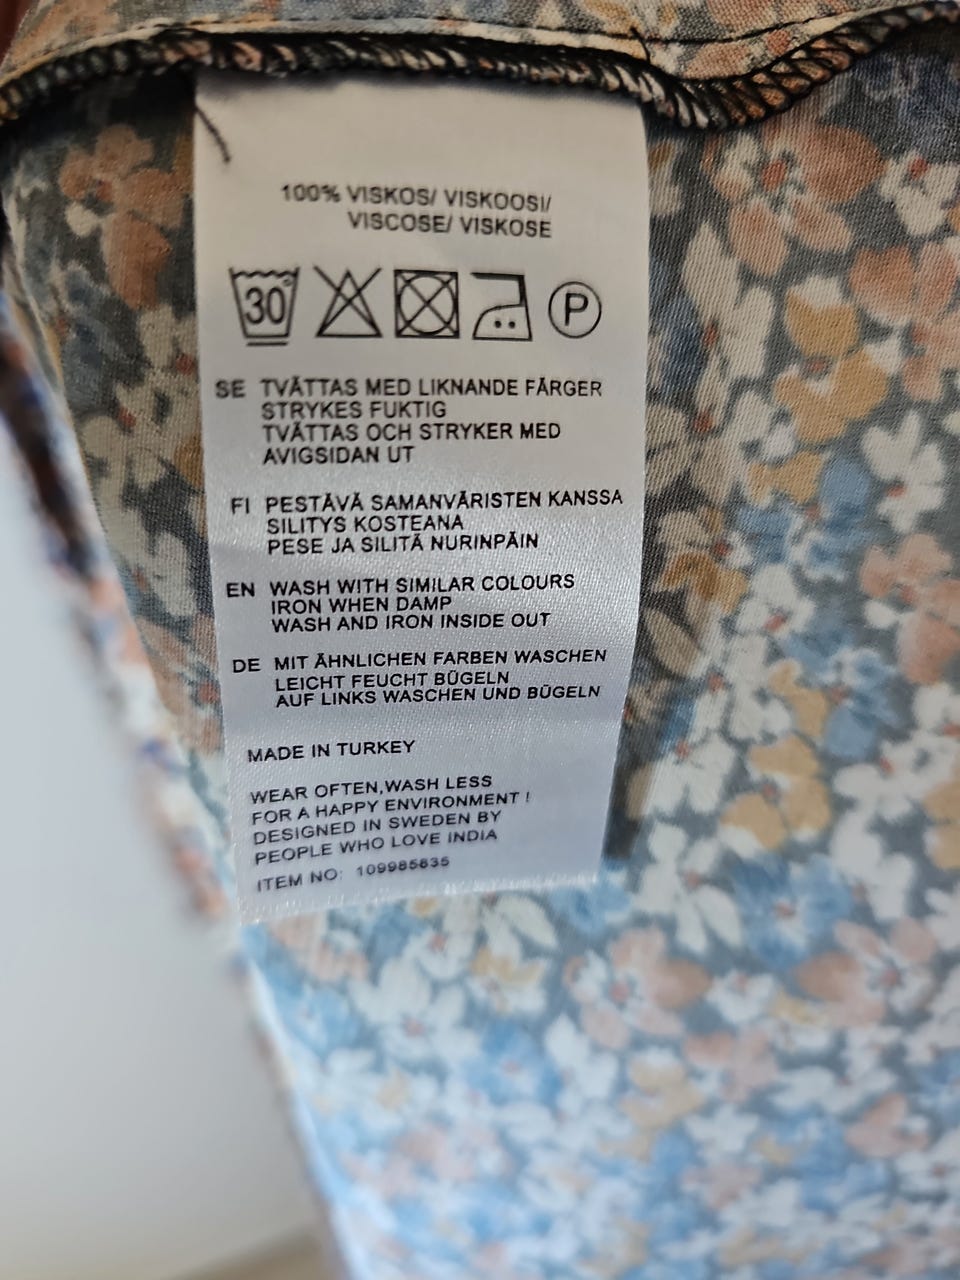 100% VISKOS/ VISKOOSI/
VISCOSE/ VISKOSE
30°
P
SE TVÄTTAS MED LIKNANDE FÄRGER
STRYKES FUKTIG
TVÄTTAS OCH STRYKER MED
AVIGSIDAN UT
FI PESTÄVÄ SAMANVÄRISTEN KANSSA
SILITYS KOSTEANA
PESE JA SILITÄ NURINPÄIN
EN WASH WITH SIMILAR COLOURS
IRON WHEN DAMP
WASH AND IRON INSIDE OUT
DE MIT ÄHNLICHEN FARBEN WASCHEN
LEICHT FEUCHT BÜGELN
AUF LINKS WASCHEN UND BÜGELN
MADE IN TURKEY
WEAR OFTEN,WASH LESS
FOR A HAPPY ENVIRONMENT !
DESIGNED IN SWEDEN BY
PEOPLE WHO LOVE INDIA
ITEM NO: 109985635